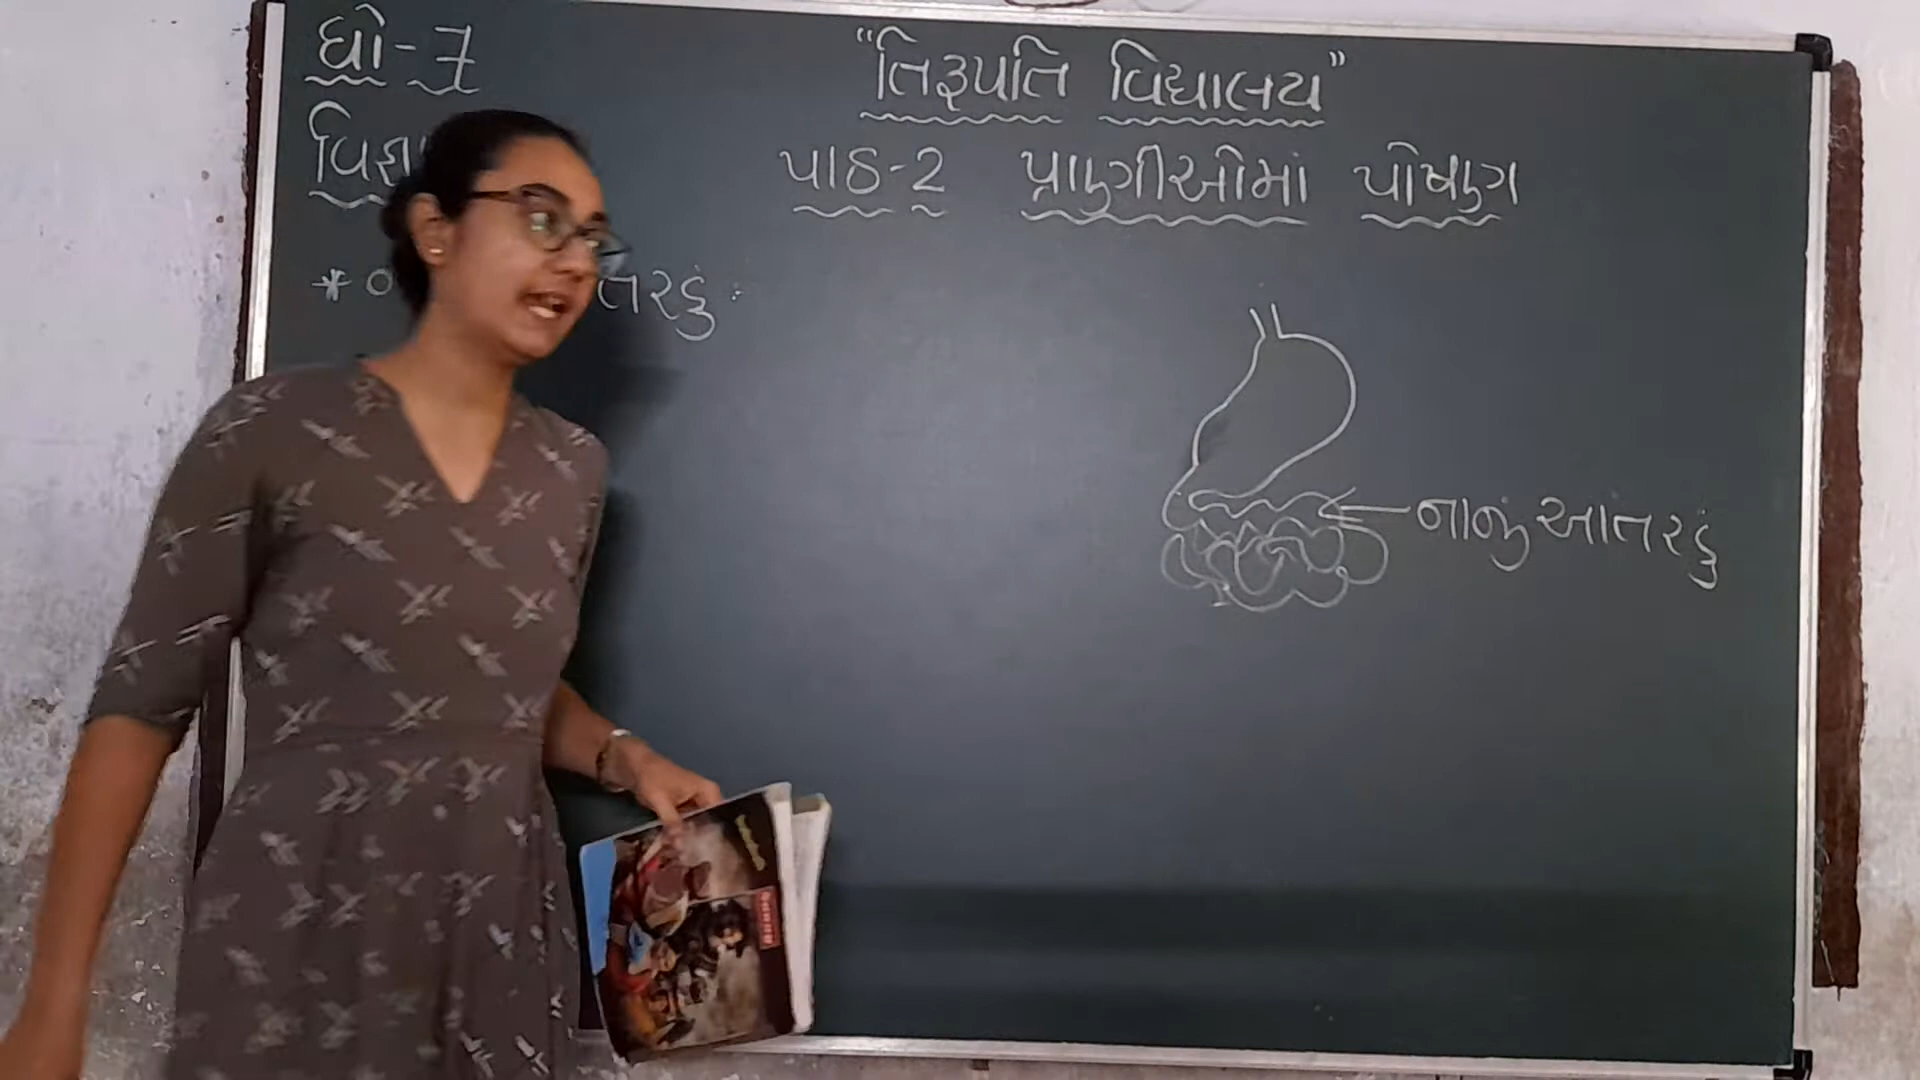 ધો-7
"તિરૂપતિ વિદ્યાલય"
પાઠ-2 પ્રાણીઓમાં પોષણ
નાનું આંતરડું